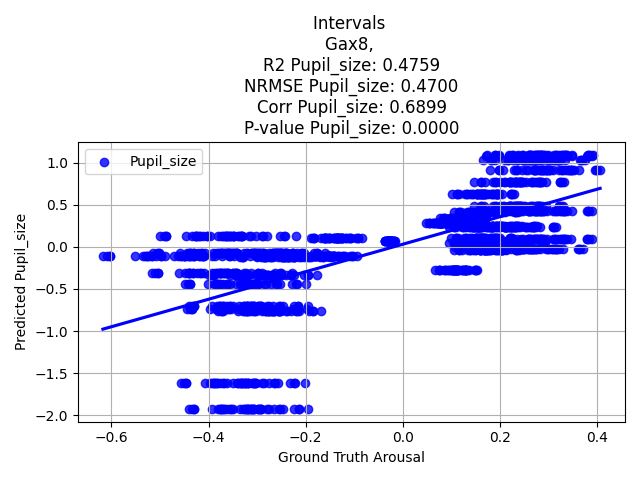 Intervals
Gax8,
R2 Pupil_size: 0.4759
NRMSE Pupil_size: 0.4700
Corr Pupil_size: 0.6899
P-value Pupil_size: 0.0000
Pupil_size
1.0
0.5
0.0
−0.5
−1.0
−1.5
−2.0
Predicted Pupil_size
−0.6 −0.4 −0.2 0.0 0.2 0.4
Ground Truth Arousal